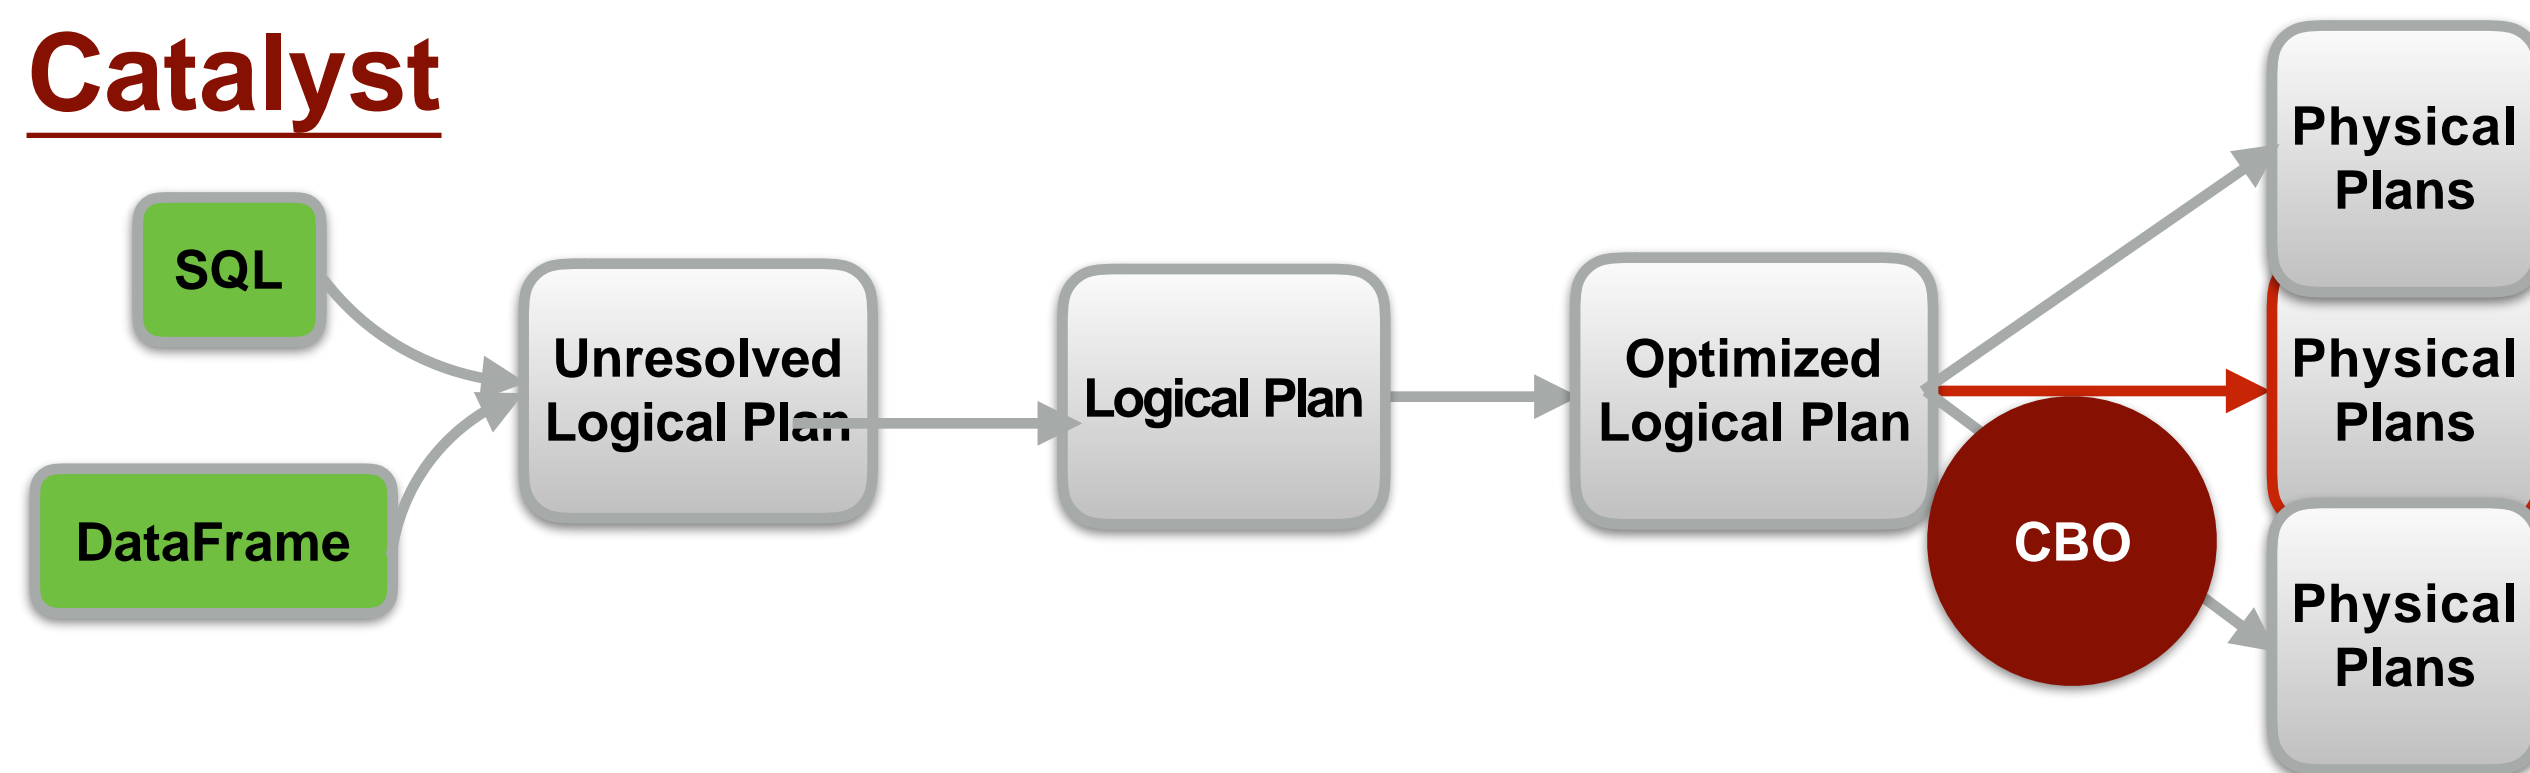 Catalyst
SQL
DataFrame
Unresolved
Logical Plan
Logical Plan
Optimized
Logical Plan
CBO
Physical
Plans
Physical
Plans
Physical
Plans